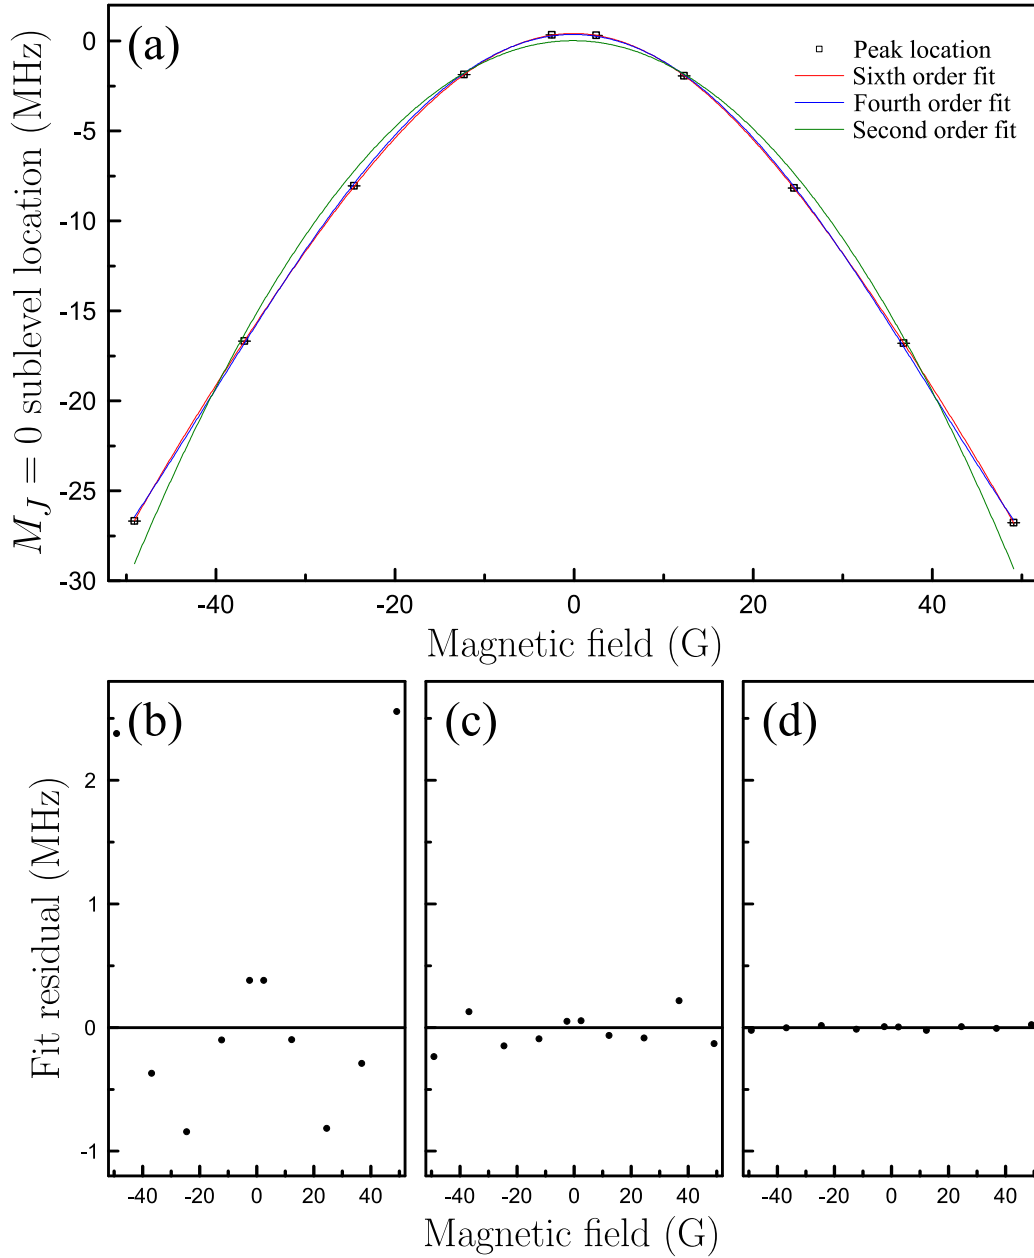 (a)
Peak location
Sixth order fit
Fourth order fit
Second order fit
M_J = 0 sublevel location (MHz)
0
-5
-10
-15
-20
-25
-30
-40
-20
0
20
40
Magnetic field (G)
(b)
(c)
(d)
Fit residual (MHz)
2
1
0
-1
-40 -20 0 20 40
-40 -20 0 20 40
-40 -20 0 20 40
Magnetic field (G)